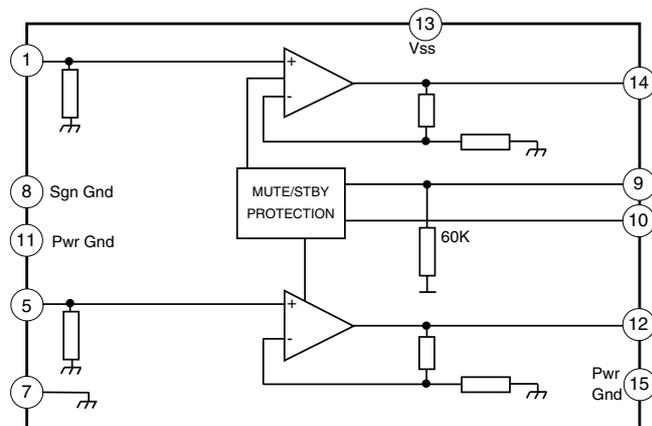 13
Vss
1
+
-
14
8
Sgn Gnd
MUTE/STBY
PROTECTION
9
10
11
Pwr Gnd
60K
5
+
-
12
7
Pwr
Gnd
15